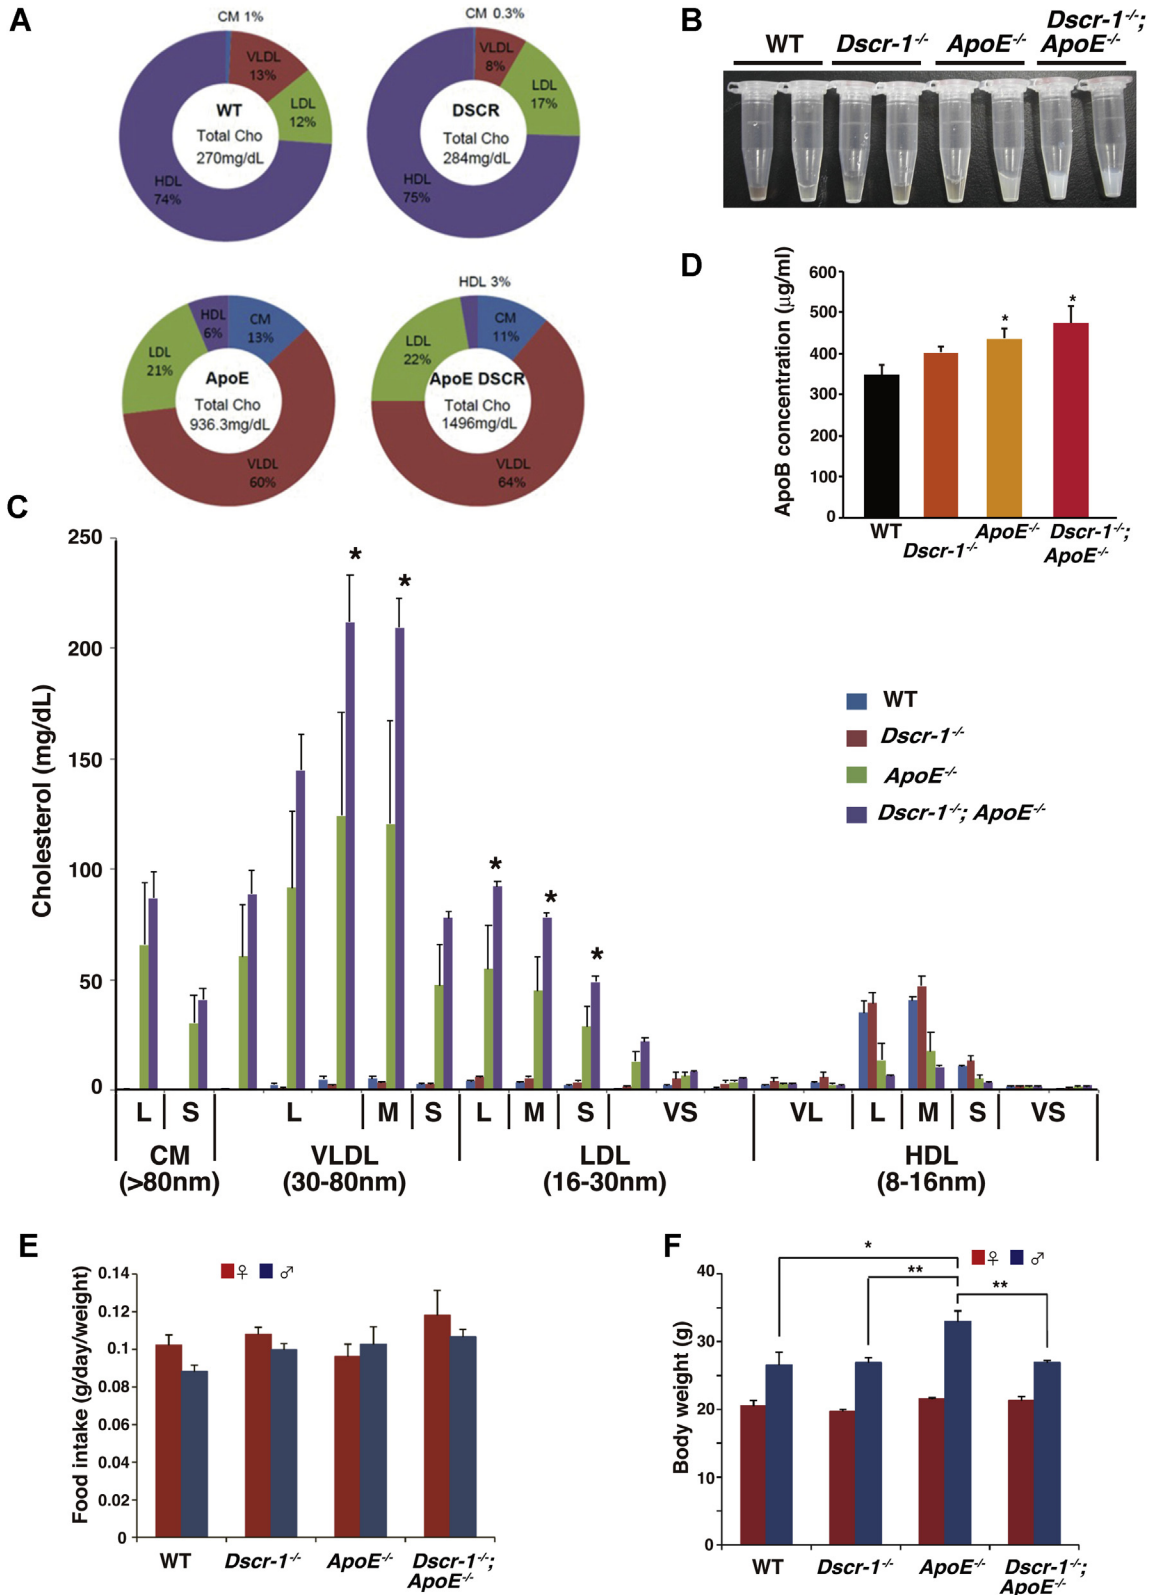 A
CM 1%
VLDL
13%
LDL
12%
WT
Total Cho
270mg/dL
HDL
74%
CM 0.3%
VLDL
8%
LDL
17%
DSCR
Total Cho
284mg/dL
HDL
75%
HDL
6%
CM
13%
LDL
21%
ApoE
Total Cho
936.3mg/dL
VLDL
60%
HDL 3%
CM
11%
LDL
22%
ApoE DSCR
Total Cho
1496mg/dL
VLDL
64%
B
WT
Dscr-1-/-
ApoE-/-
Dscr-1-/-;
ApoE-/-
D
ApoB concentration (µg/ml)
600
500
400
300
200
100
0
*
*
WT
Dscr-1-/-
ApoE-/-
Dscr-1-/-;
ApoE-/-
C
Cholesterol (mg/dL)
250
200
150
100
50
0
*
*
*
*
*
WT
Dscr-1-/-
ApoE-/-
Dscr-1-/-; ApoE-/-
L S L M S L M S VS VL L M S VS
CM VLDL LDL HDL
(>80nm) (30-80nm) (16-30nm) (8-16nm)
E
Food intake (g/day/weight)
♀ ♂
0.14
0.12
0.1
0.08
0.06
0.04
0.02
0
WT
Dscr-1-/-
ApoE-/-
Dscr-1-/-;
ApoE-/-
F
Body weight (g)
♀ ♂
*
**
**
40
30
20
10
0
WT
Dscr-1-/-
ApoE-/-
Dscr-1-/-;
ApoE-/-